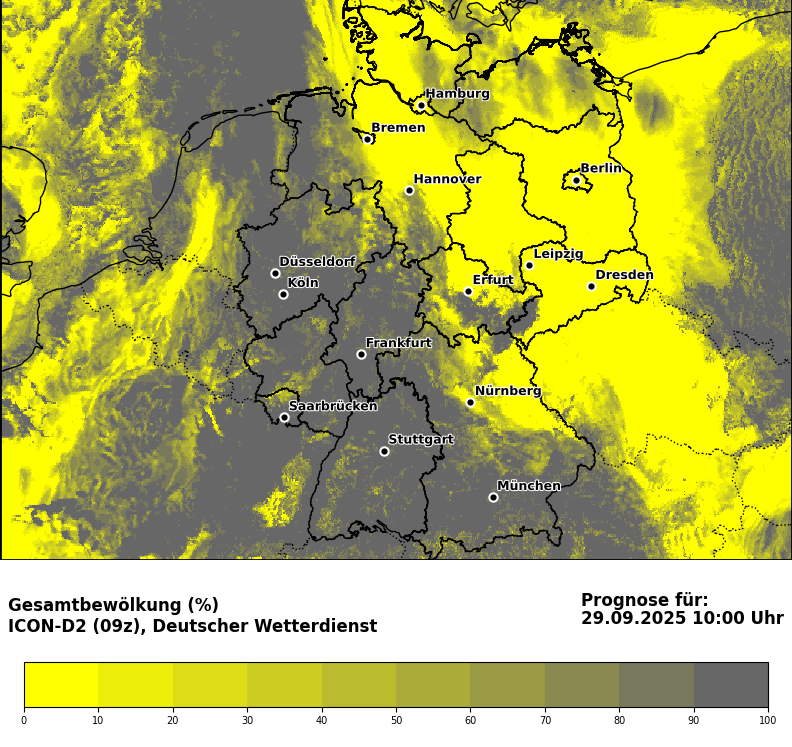 Hamburg
Bremen
Berlin
Hannover
Leipzig
Düsseldorf
Dresden
Köln
Erfurt
Frankfurt
Nürnberg
Saarbrücken
Stuttgart
München
Gesamtbewölkung (%)
ICON-D2 (09z), Deutscher Wetterdienst
Prognose für:
29.09.2025 10:00 Uhr
0 10 20 30 40 50 60 70 80 90 100